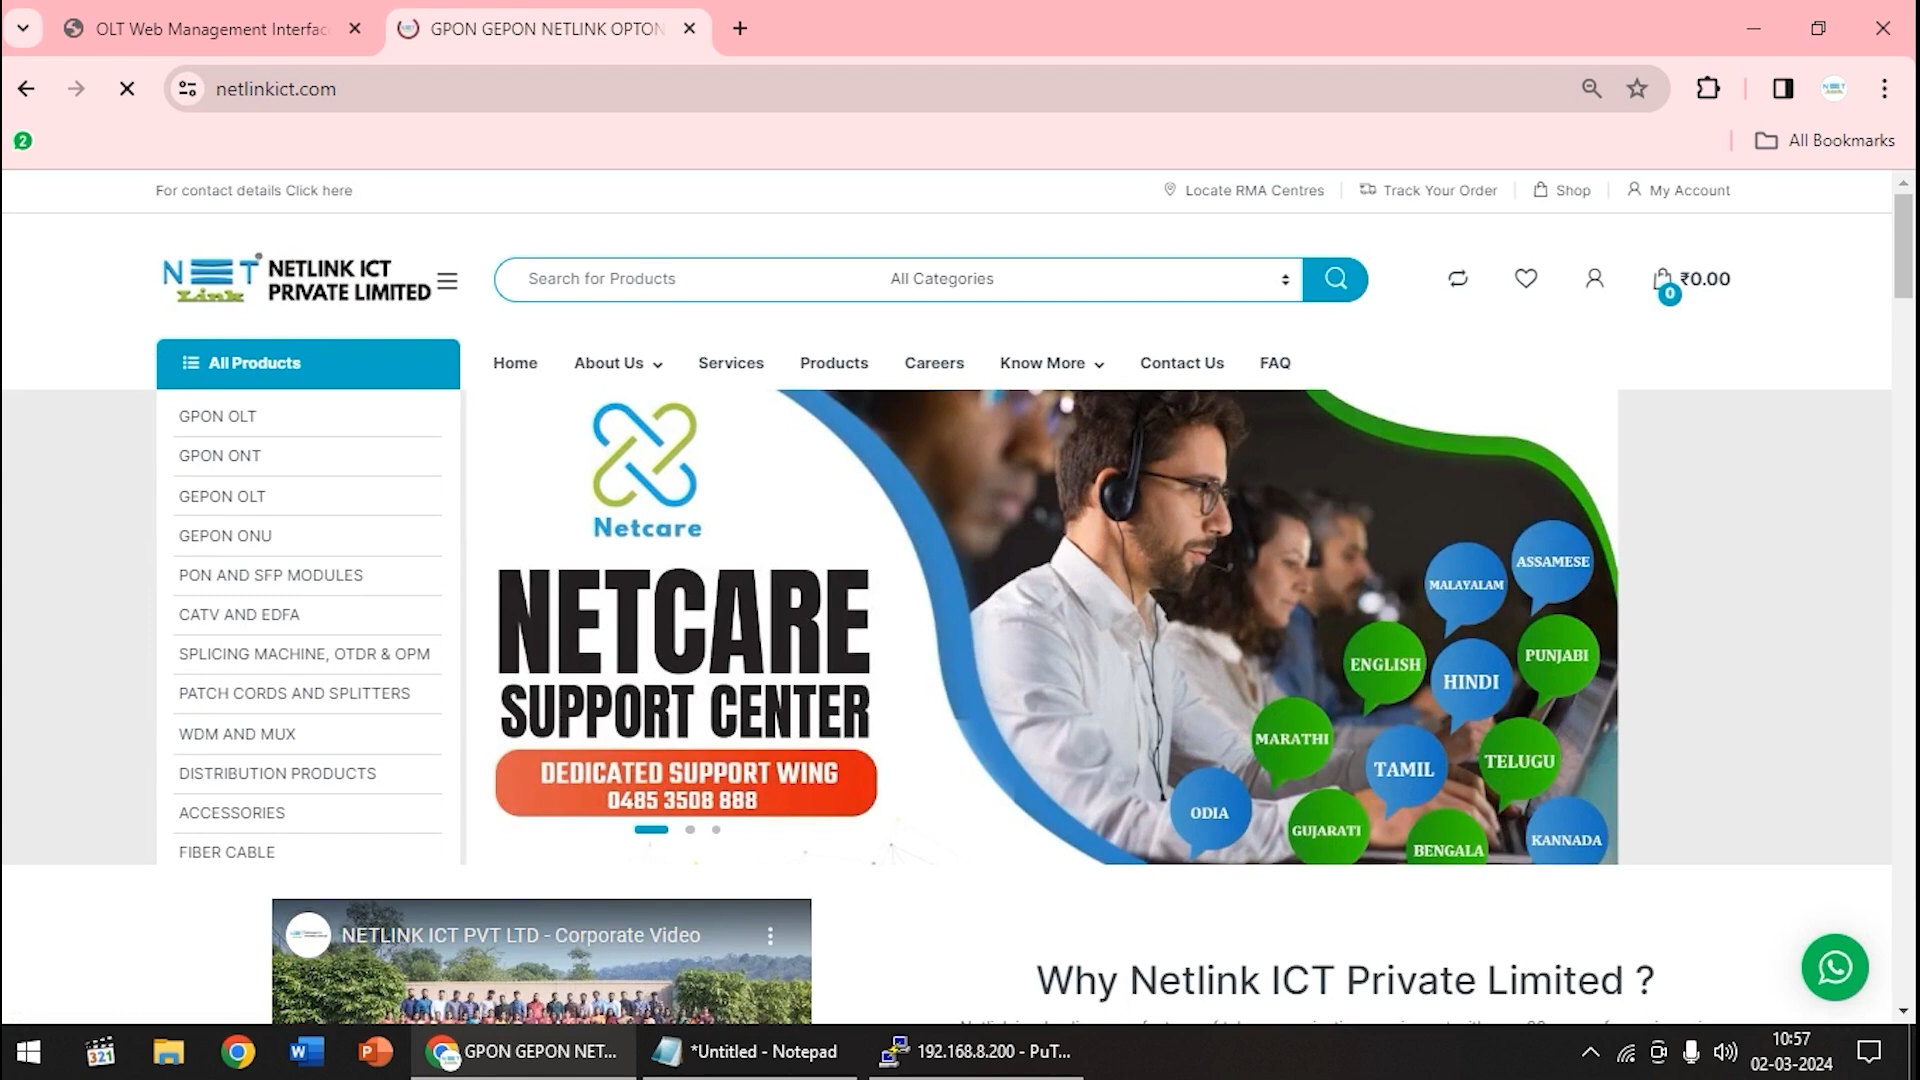 OLT Web Management Interfac
GPON GEPON NETLINK OPTON
netlinkict.com
2
All Bookmarks
For contact details Click here
Locate RMA Centres
Track Your Order
Shop
My Account
NET Link
NETLINK ICT
PRIVATE LIMITED
Search for Products
All Categories
₹0.00
0
All Products
Home
About Us
Services
Products
Careers
Know More
Contact Us
FAQ
GPON OLT
GPON ONT
GEPON OLT
GEPON ONU
PON AND SFP MODULES
CATV AND EDFA
SPLICING MACHINE, OTDR & OPM
PATCH CORDS AND SPLITTERS
WDM AND MUX
DISTRIBUTION PRODUCTS
ACCESSORIES
FIBER CABLE
Netcare
NETCARE
SUPPORT CENTER
DEDICATED SUPPORT WING
0485 3508 888
ASSAMESE
MALAYALAM
PUNJABI
ENGLISH
HINDI
MARATHI
TELUGU
TAMIL
ODIA
GUJARATI
KANNADA
BENGALA
NETLINK ICT PVT LTD - Corporate Video
Why Netlink ICT Private Limited ?
321
GPON GEPON NET...
*Untitled - Notepad
192.168.8.200 - PuT...
10:57
02-03-2024